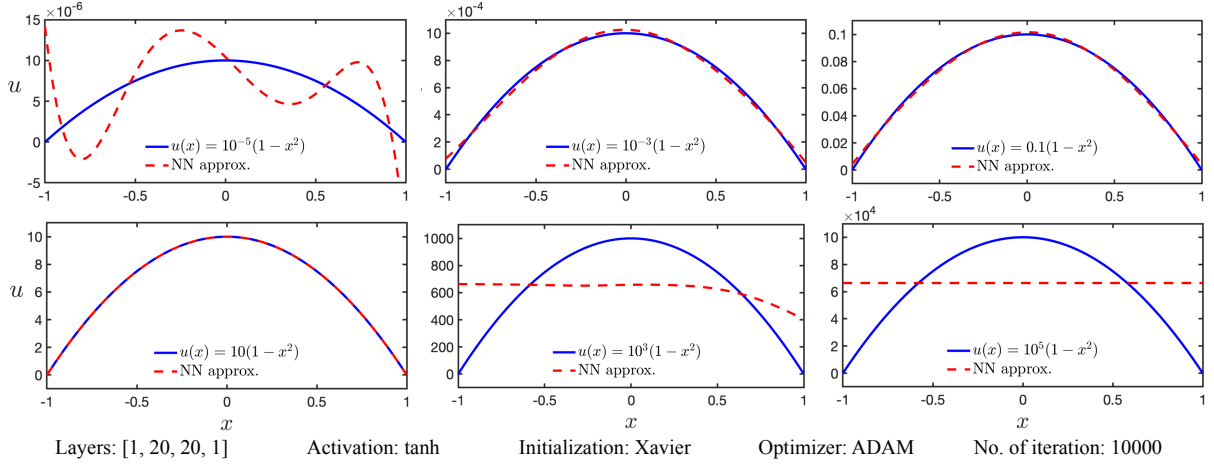 ×10⁻⁶
15
10
5
0
-5
u
-1 -0.5 0 0.5 1
u(x) = 10⁻⁵(1 − x²)
NN approx.
×10⁻⁴
10
8
6
4
2
0
-1 -0.5 0 0.5 1
u(x) = 10⁻³(1 − x²)
NN approx.
0.1
0.08
0.06
0.04
0.02
0
-1 -0.5 0 0.5 1
u(x) = 0.1(1 − x²)
NN approx.
10
8
6
4
2
0
u
-1 -0.5 0 0.5 1
x
u(x) = 10(1 − x²)
NN approx.
1000
800
600
400
200
0
-1 -0.5 0 0.5 1
x
u(x) = 10³(1 − x²)
NN approx.
×10⁴
10
8
6
4
2
0
-1 -0.5 0 0.5 1
x
u(x) = 10⁵(1 − x²)
NN approx.
Layers: [1, 20, 20, 1] Activation: tanh Initialization: Xavier Optimizer: ADAM No. of iteration: 10000